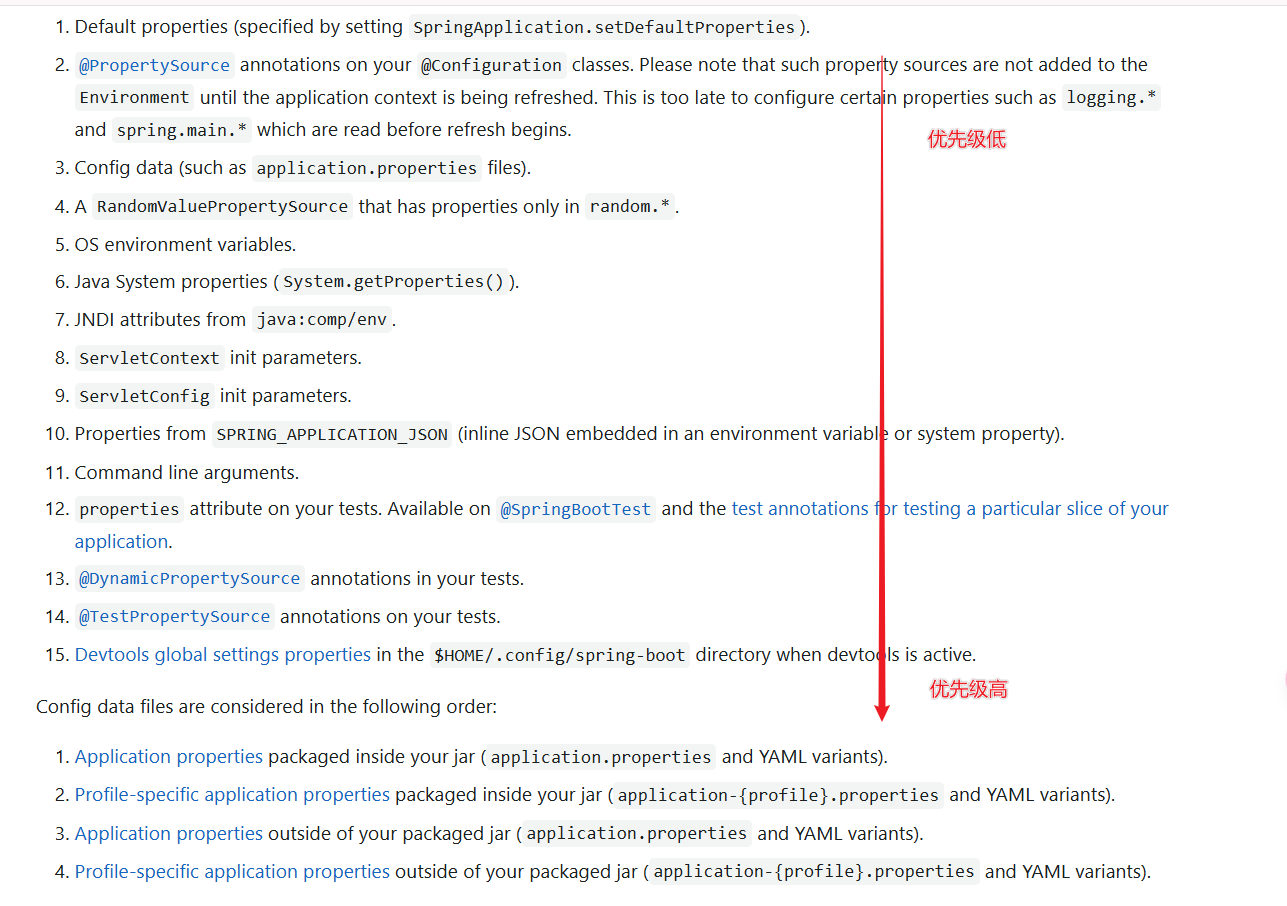 1. Default properties (specified by setting SpringApplication.setDefaultProperties ).
2. @PropertySource annotations on your @Configuration classes. Please note that such property sources are not added to the
Environment until the application context is being refreshed. This is too late to configure certain properties such as logging.*
and spring.main.* which are read before refresh begins.
优先级低
3. Config data (such as application.properties files).
4. A RandomValuePropertySource that has properties only in random.* .
5. OS environment variables.
6. Java System properties ( System.getProperties() ).
7. JNDI attributes from java:comp/env .
8. ServletContext init parameters.
9. ServletConfig init parameters.
10. Properties from SPRING_APPLICATION_JSON (inline JSON embedded in an environment variable or system property).
11. Command line arguments.
12. properties attribute on your tests. Available on @SpringBootTest and the test annotations for testing a particular slice of your
application.
13. @DynamicPropertySource annotations in your tests.
14. @TestPropertySource annotations on your tests.
15. Devtools global settings properties in the $HOME/.config/spring-boot directory when devtools is active.
优先级高
Config data files are considered in the following order:
1. Application properties packaged inside your jar ( application.properties and YAML variants).
2. Profile-specific application properties packaged inside your jar ( application-{profile}.properties and YAML variants).
3. Application properties outside of your packaged jar ( application.properties and YAML variants).
4. Profile-specific application properties outside of your packaged jar ( application-{profile}.properties and YAML variants).